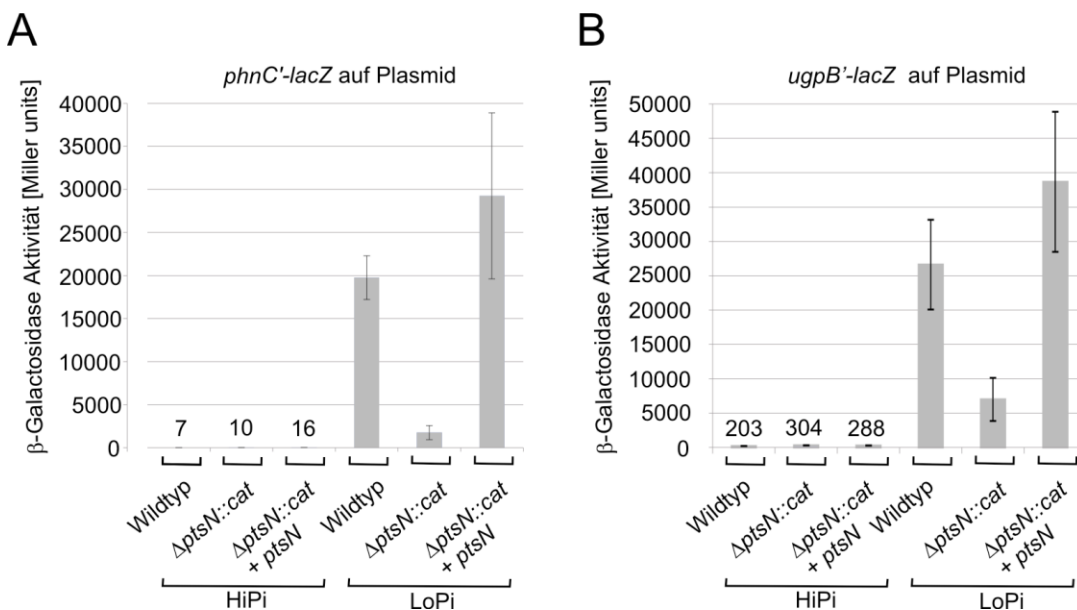 A
phnC'-lacZ auf Plasmid
β-Galactosidase Aktivität [Miller units]
40000
35000
30000
25000
20000
15000
10000
5000
0
7 10 16
Wildtyp
ΔptsN::cat
ΔptsN::cat
+ ptsN
Wildtyp
ΔptsN::cat
ΔptsN::cat
+ ptsN
HiPi LoPi
B
ugpB'-lacZ auf Plasmid
β-Galactosidase Aktivität [Miller units]
50000
45000
40000
35000
30000
25000
20000
15000
10000
5000
0
203 304 288
Wildtyp
ΔptsN::cat
ΔptsN::cat
+ ptsN
Wildtyp
ΔptsN::cat
ΔptsN::cat
+ ptsN
HiPi LoPi